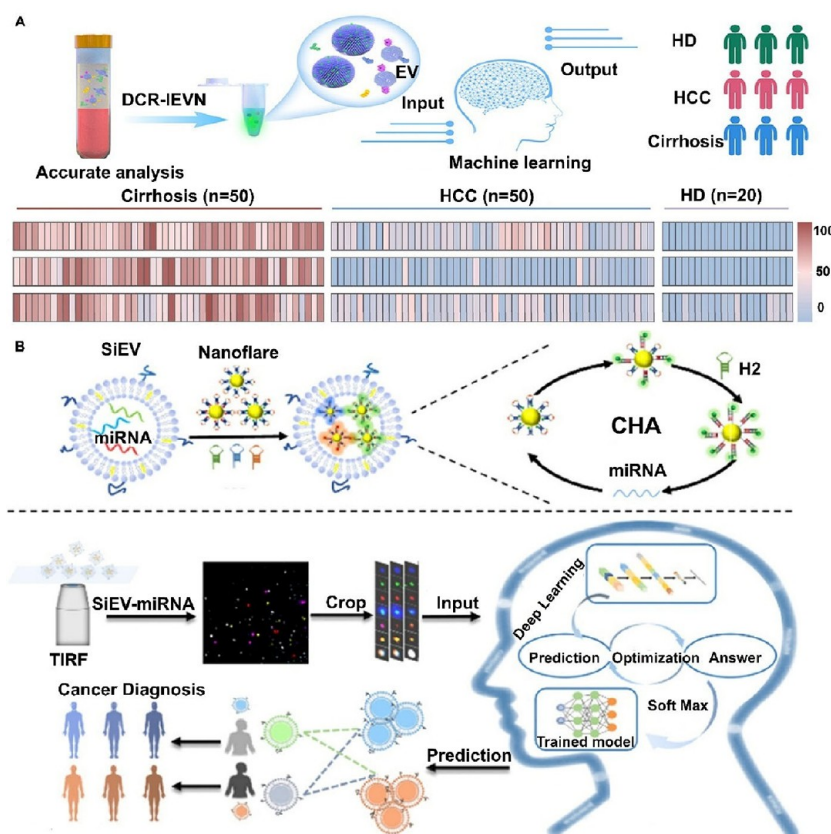 A
DCR-IEVN
EV
Accurate analysis
Input
Output
Machine learning
HD
HCC
Cirrhosis
Cirrhosis (n=50)
HCC (n=50)
HD (n=20)
100
50
0
B
SiEV
miRNA
Nanoflare
CHA
H2
miRNA
TIRF
SiEV-miRNA
Crop
Input
Deep Learning
Prediction
Optimization
Answer
Soft Max
Trained model
Prediction
Cancer Diagnosis